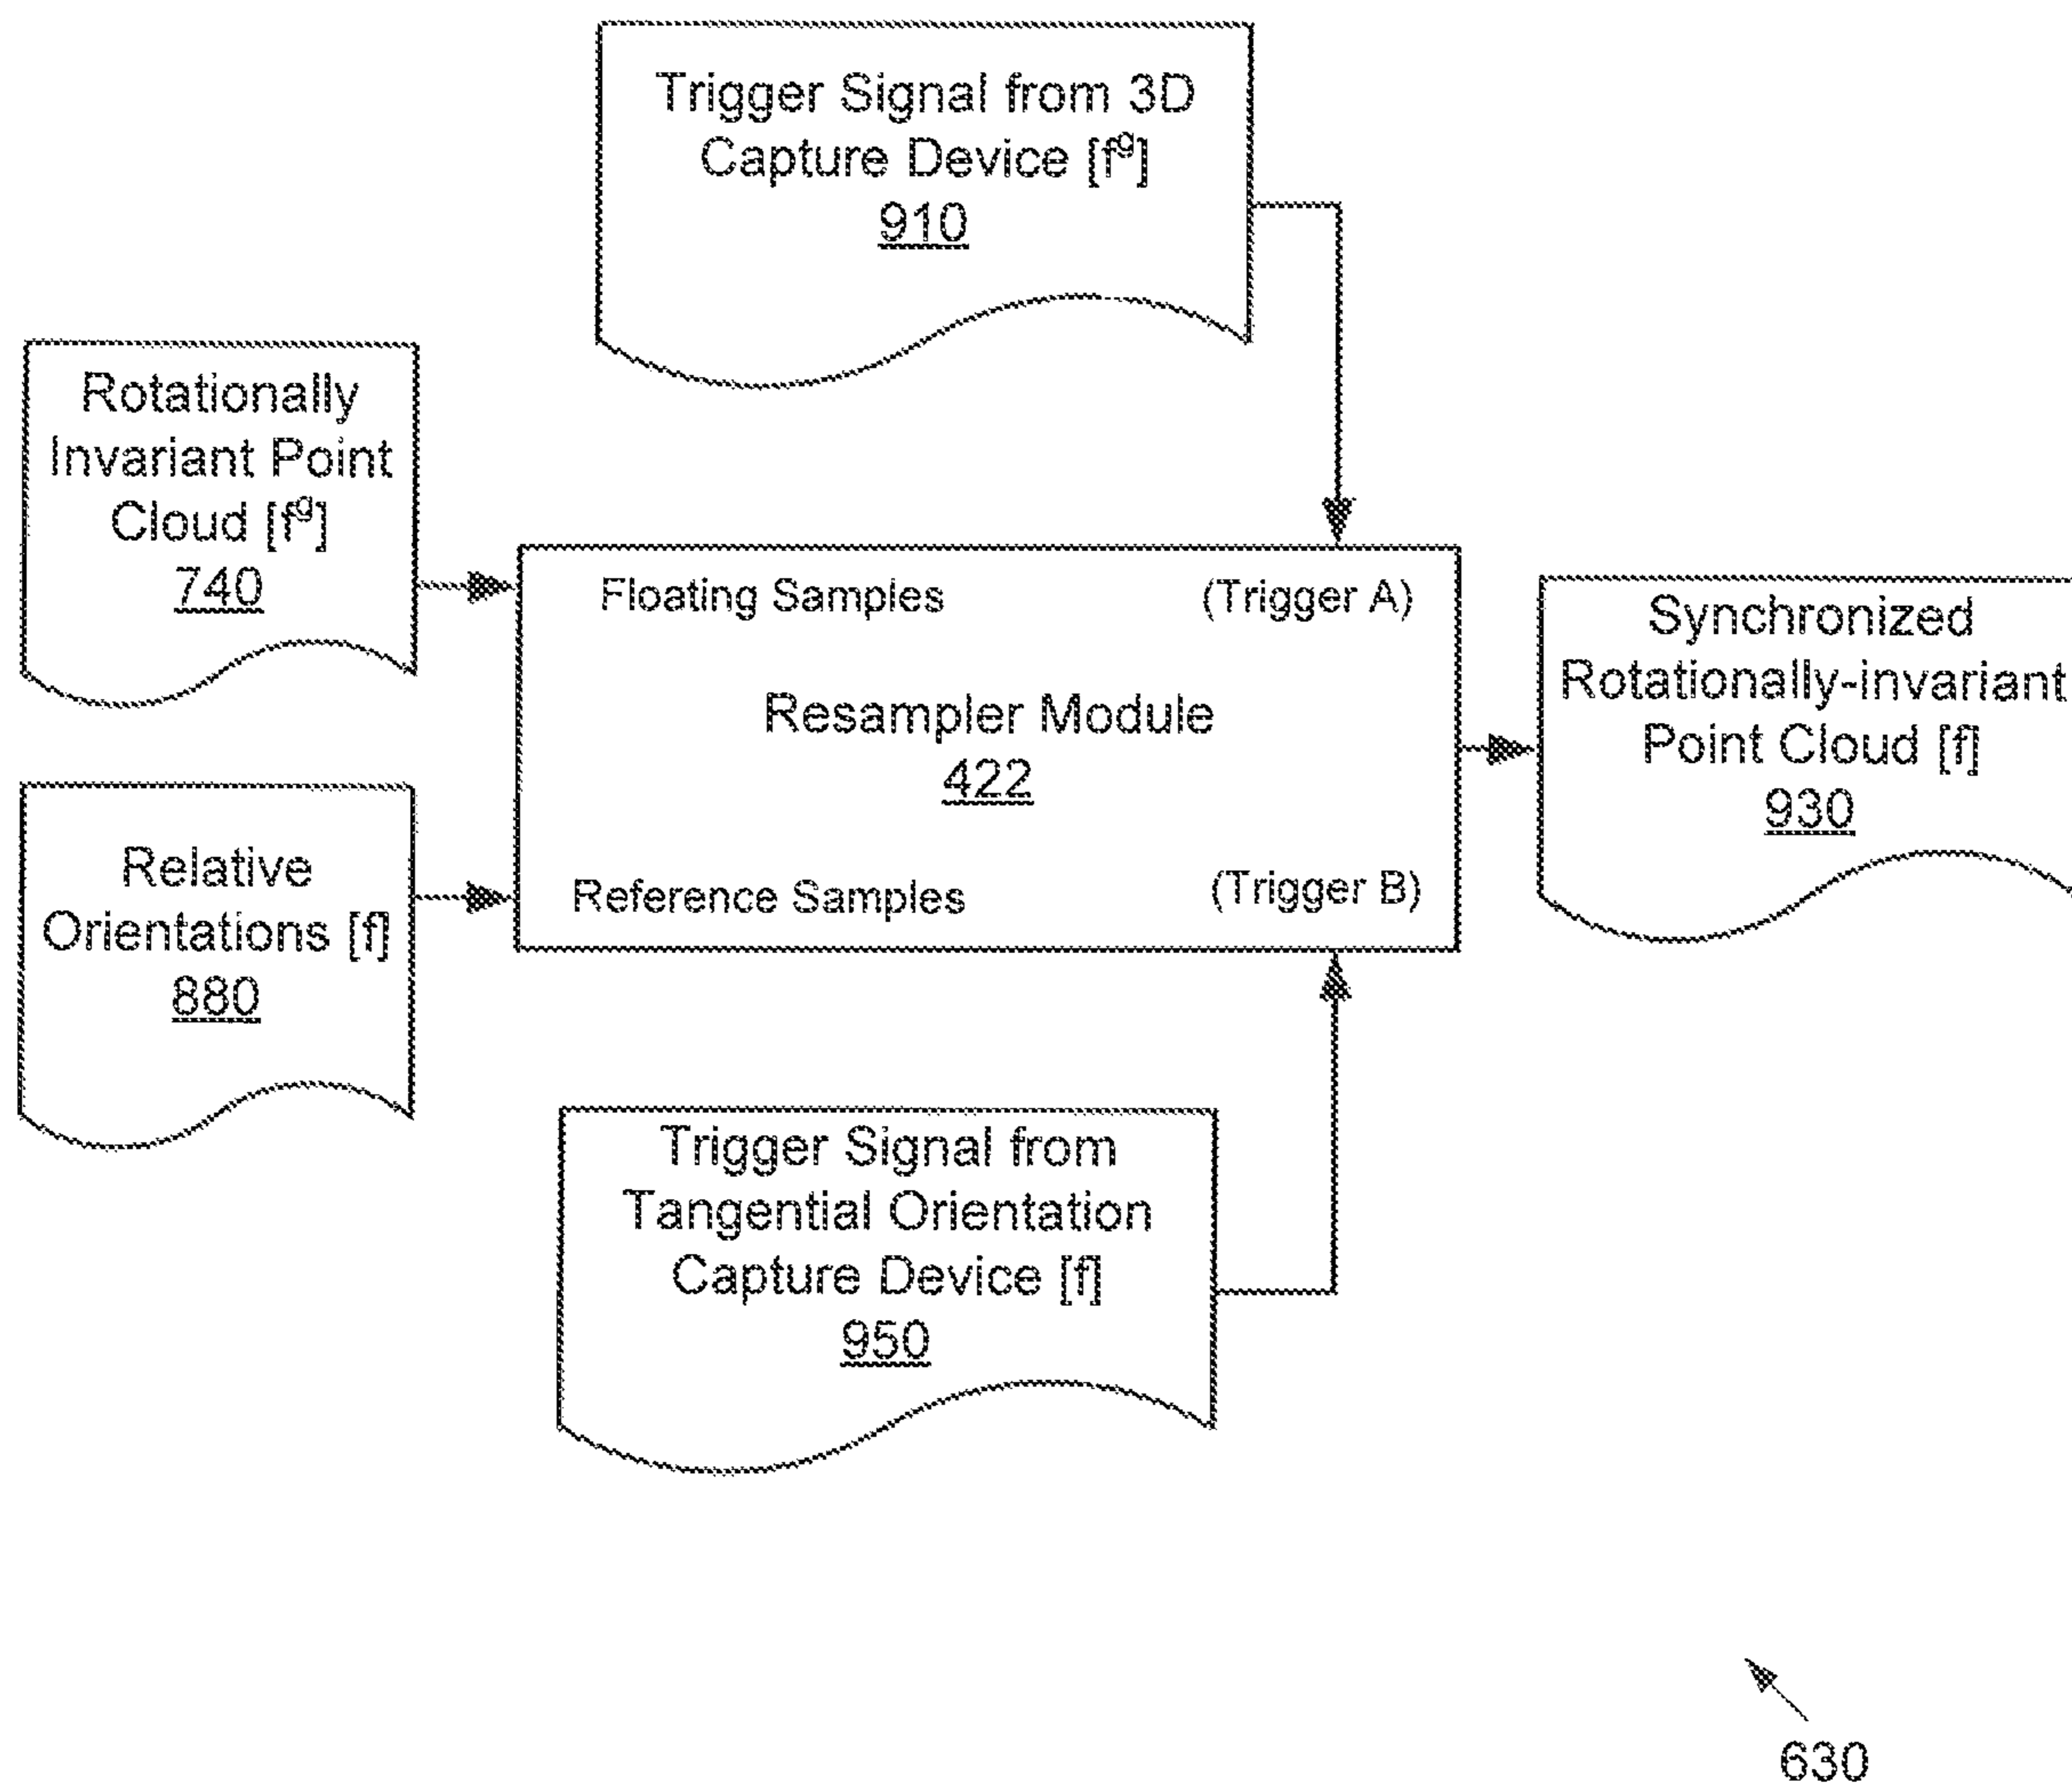 Trigger Signal from 3D
Capture Device [fᵍ]
910
Rotationally
Invariant Point
Cloud [fᵍ]
740
Floating Samples
(Trigger A)
Resampler Module
422
Reference Samples
(Trigger B)
Synchronized
Rotationally-invariant
Point Cloud [f]
930
Relative
Orientations [f]
880
Trigger Signal from
Tangential Orientation
Capture Device [f]
950
630